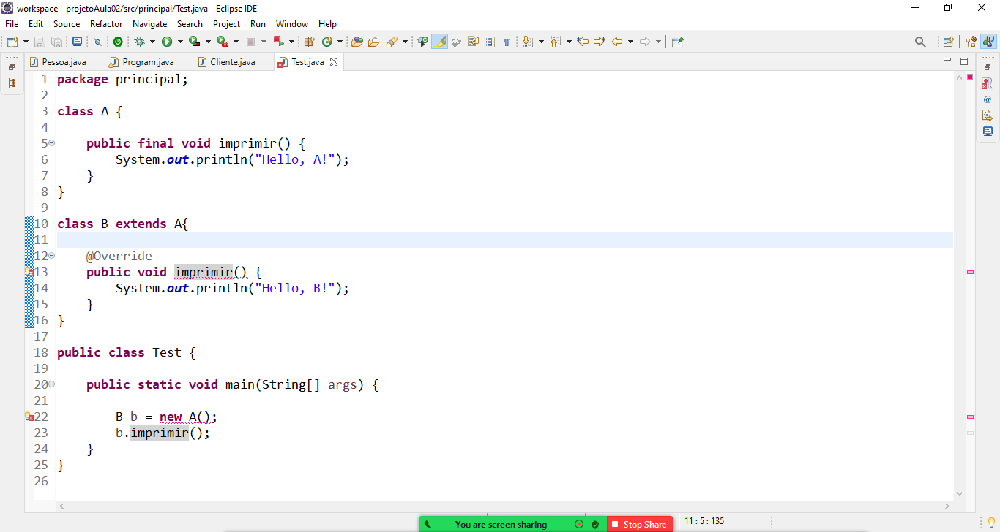 workspace - projetoAula02/src/principal/Test.java - Eclipse IDE
File Edit Source Refactor Navigate Search Project Run Window Help
Pessoa.java Program.java Cliente.java Test.java
1 package principal;
2
3 class A {
4
5 public final void imprimir() {
6 System.out.println("Hello, A!");
7 }
8 }
9
10 class B extends A{
11
12 @Override
13 public void imprimir() {
14 System.out.println("Hello, B!");
15 }
16 }
17
18 public class Test {
19
20 public static void main(String[] args) {
21
22 B b = new A();
23 b.imprimir();
24 }
25 }
26
You are screen sharing Stop Share 11 : 5 : 135